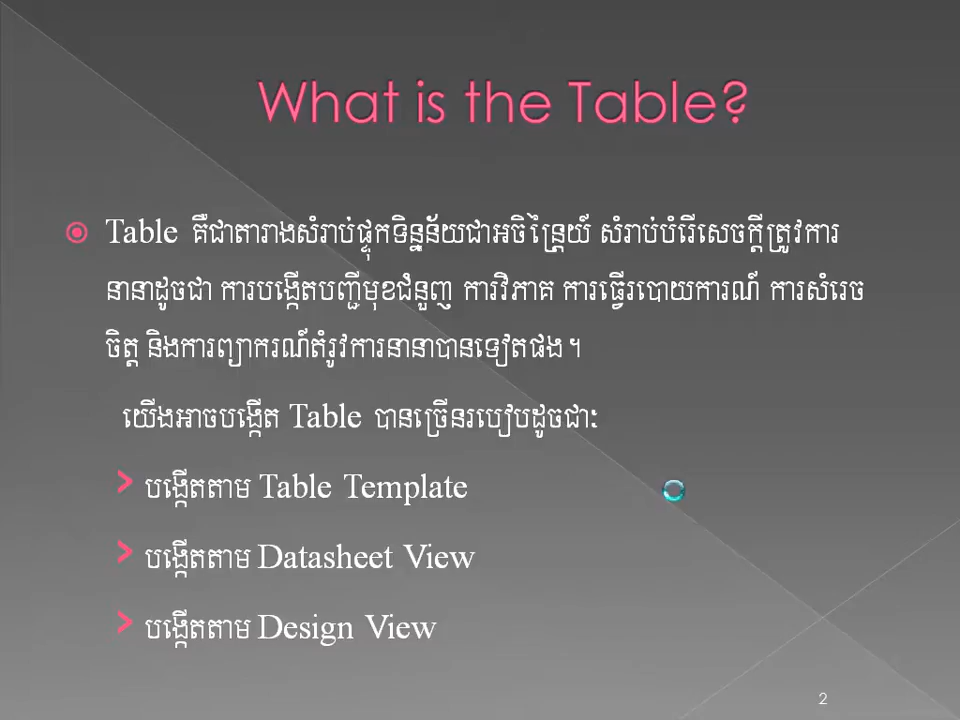 What is the Table?
Table គឺជាតារាងសំរាប់ផ្ទុកទិន្នន័យជាអចិន្ត្រៃយ៍ សំរាប់បំរើសេចក្តីត្រូវការ
នានាដូចជា ការបង្កើតបញ្ជីមុខជំនួញ ការវិភាគ ការធ្វើរបាយការណ៍ ការសំរេច
ចិត្ត និងការព្យាករណ៍តំរូវការនានាបានទៀតផង។
យើងអាចបង្កើត Table បានច្រើនរបៀបដូចជា៖
បង្កើតតាម Table Template
បង្កើតតាម Datasheet View
បង្កើតតាម Design View
2